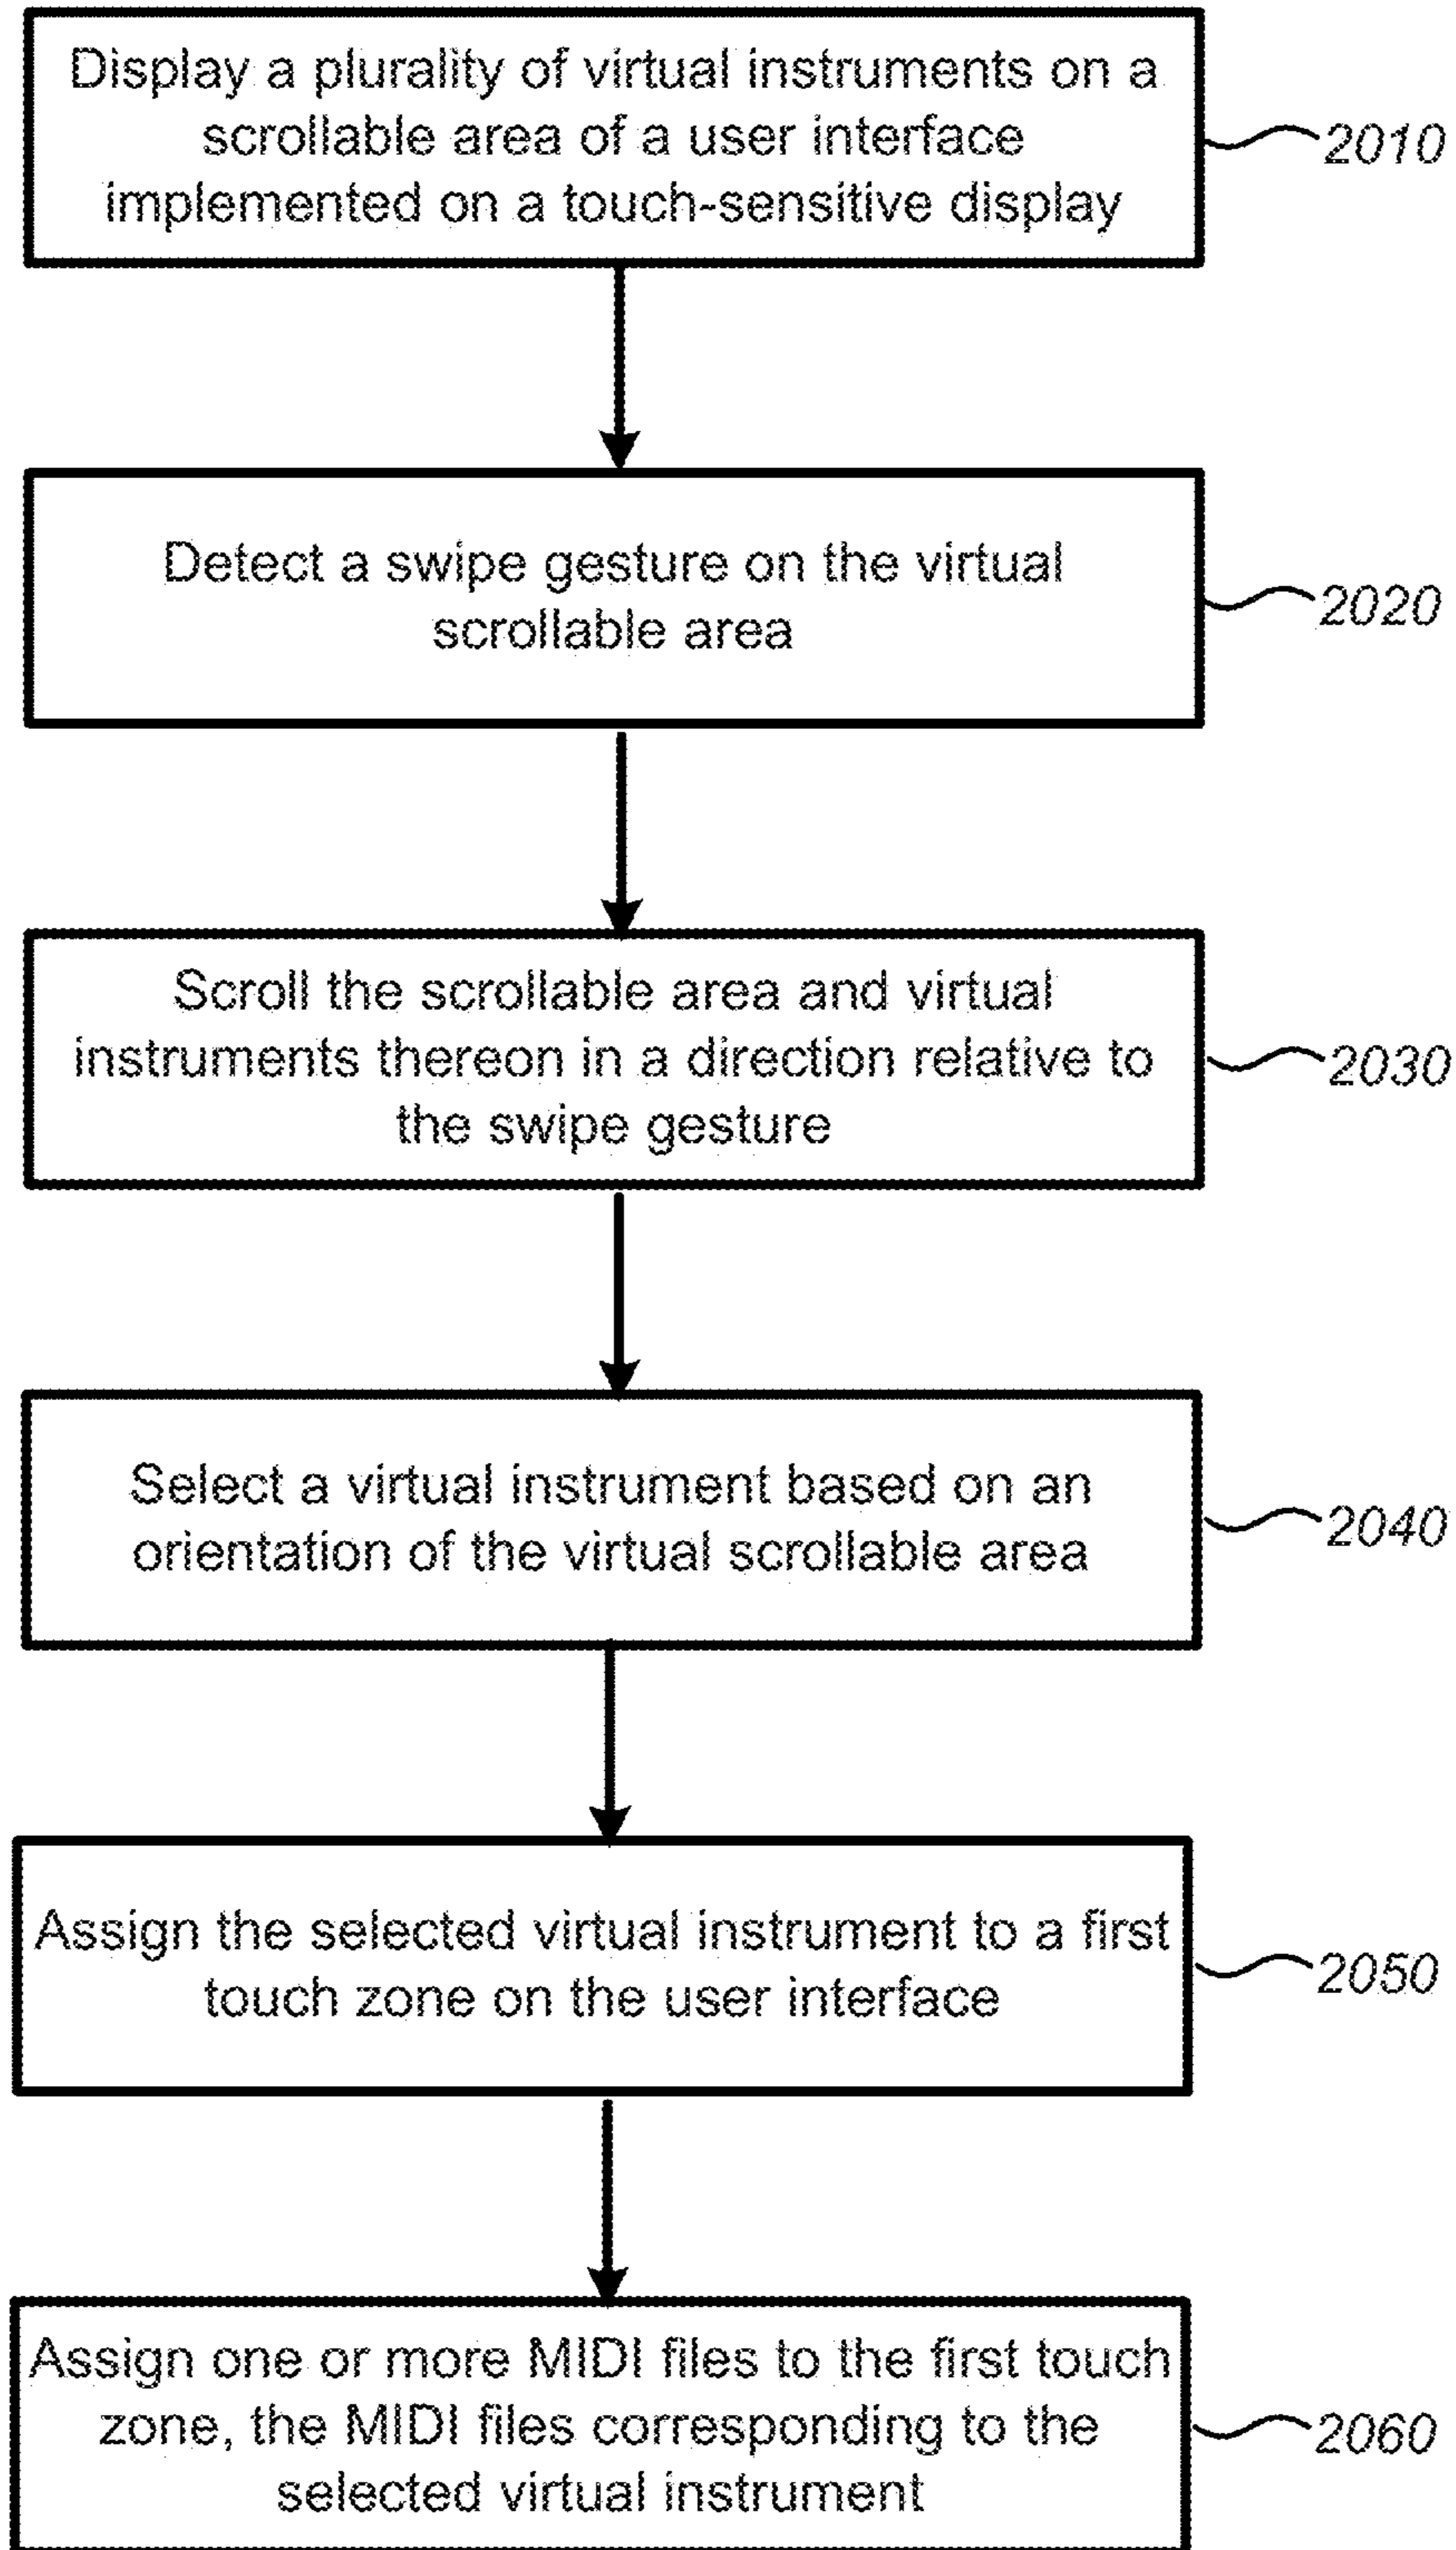 Display a plurality of virtual instruments on a
scrollable area of a user interface
implemented on a touch-sensitive display
2010
Detect a swipe gesture on the virtual
scrollable area
2020
Scroll the scrollable area and virtual
instruments thereon in a direction relative to
the swipe gesture
2030
Select a virtual instrument based on an
orientation of the virtual scrollable area
2040
Assign the selected virtual instrument to a first
touch zone on the user interface
2050
Assign one or more MIDI files to the first touch
zone, the MIDI files corresponding to the
selected virtual instrument
2060